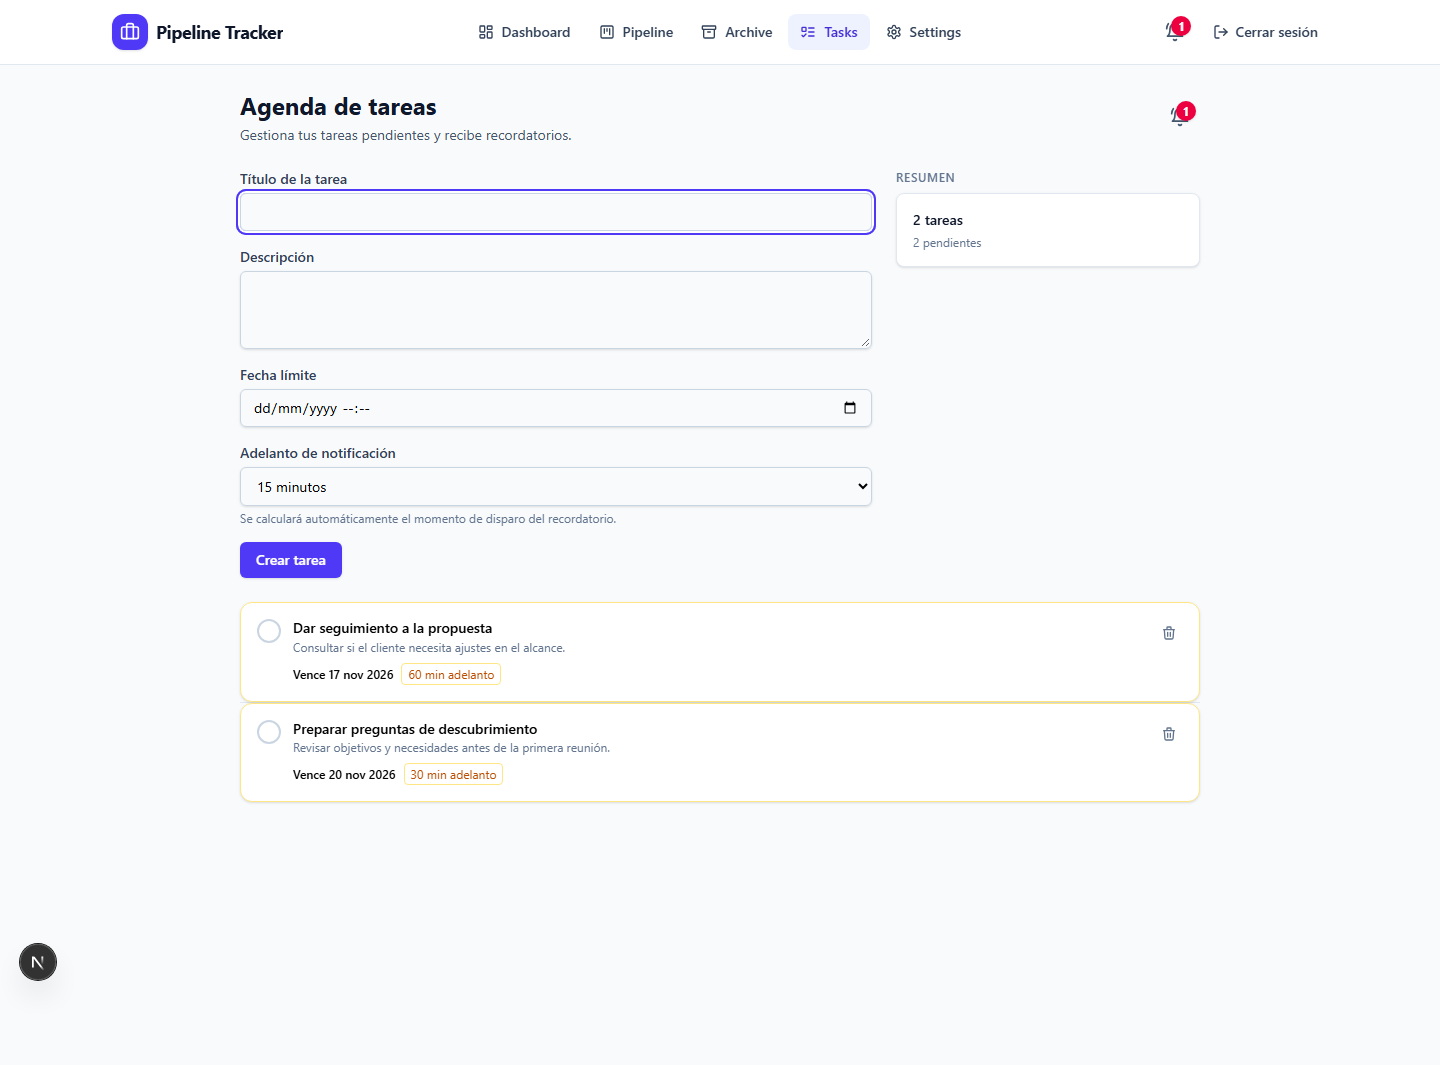 Pipeline Tracker
Dashboard
Pipeline
Archive
Tasks
Settings
1
Cerrar sesión
Agenda de tareas
Gestiona tus tareas pendientes y recibe recordatorios.
1
Título de la tarea
Descripción
Fecha límite
dd/mm/yyyy --:--
Adelanto de notificación
15 minutos
Se calculará automáticamente el momento de disparo del recordatorio.
Crear tarea
RESUMEN
2 tareas
2 pendientes
Dar seguimiento a la propuesta
Consultar si el cliente necesita ajustes en el alcance.
Vence 17 nov 2026 60 min adelanto
Preparar preguntas de descubrimiento
Revisar objetivos y necesidades antes de la primera reunión.
Vence 20 nov 2026 30 min adelanto
N